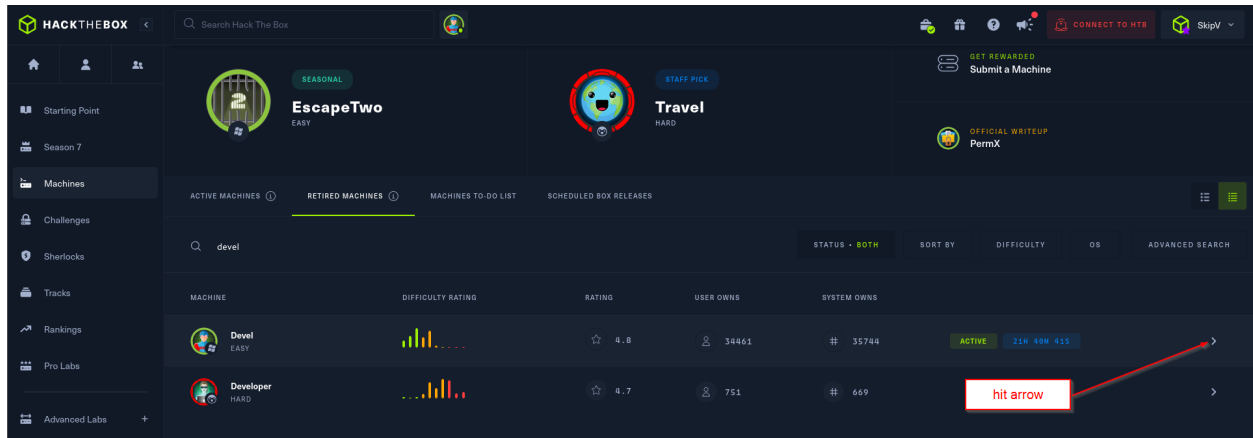 HACKTHEBOX
Search Hack The Box
CONNECT TO HTB
SkipV
Starting Point
Season 7
Machines
Challenges
Sherlocks
Tracks
Rankings
Pro Labs
Advanced Labs +
2
SEASONAL
EscapeTwo
EASY
STAFF PICK
Travel
HARD
GET REWARDED
Submit a Machine
OFFICIAL WRITEUP
PermX
ACTIVE MACHINES
RETIRED MACHINES
MACHINES TO-DO LIST
SCHEDULED BOX RELEASES
devel
STATUS • BOTH
SORT BY
DIFFICULTY
OS
ADVANCED SEARCH
MACHINE
DIFFICULTY RATING
RATING
USER OWNS
SYSTEM OWNS
Devel
EASY
4.8
34461
# 35744
ACTIVE
21H 40M 41S
Developer
HARD
4.7
751
# 669
hit arrow